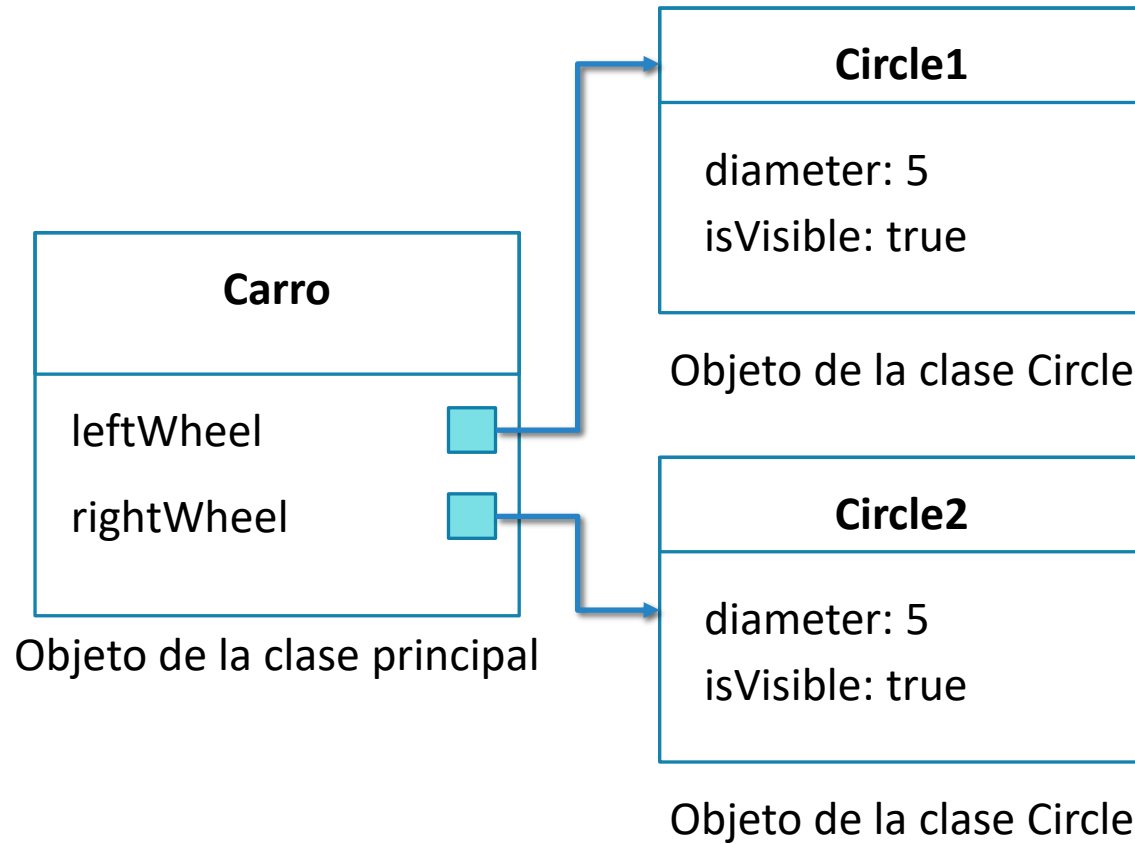 Carro
leftWheel
rightWheel
Objeto de la clase principal
Circle1
diameter: 5
isVisible: true
Objeto de la clase Circle
Circle2
diameter: 5
isVisible: true
Objeto de la clase Circle